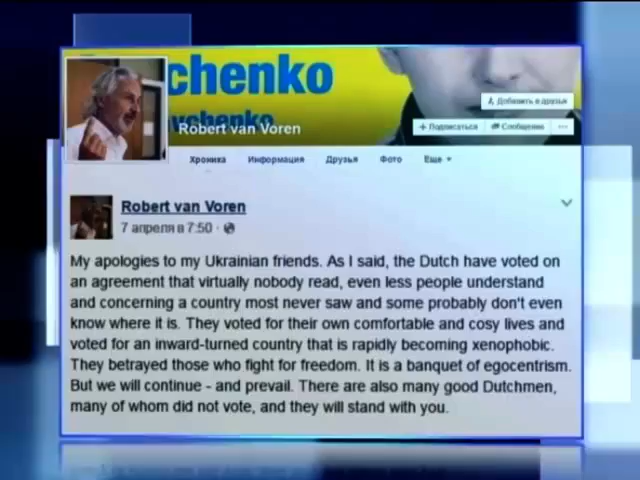 chenko
chenko
Robert van Voren
Добавить в друзья
Подписаться
Сообщение
Хроника
Информация
Друзья
Фото
Еще
Robert van Voren
7 апреля в 7:50 ·
My apologies to my Ukrainian friends. As I said, the Dutch have voted on
an agreement that virtually nobody read, even less people understand
and concerning a country most never saw and some probably don't even
know where it is. They voted for their own comfortable and cosy lives and
voted for an inward-turned country that is rapidly becoming xenophobic.
They betrayed those who fight for freedom. It is a banquet of egocentrism.
But we will continue - and prevail. There are also many good Dutchmen,
many of whom did not vote, and they will stand with you.